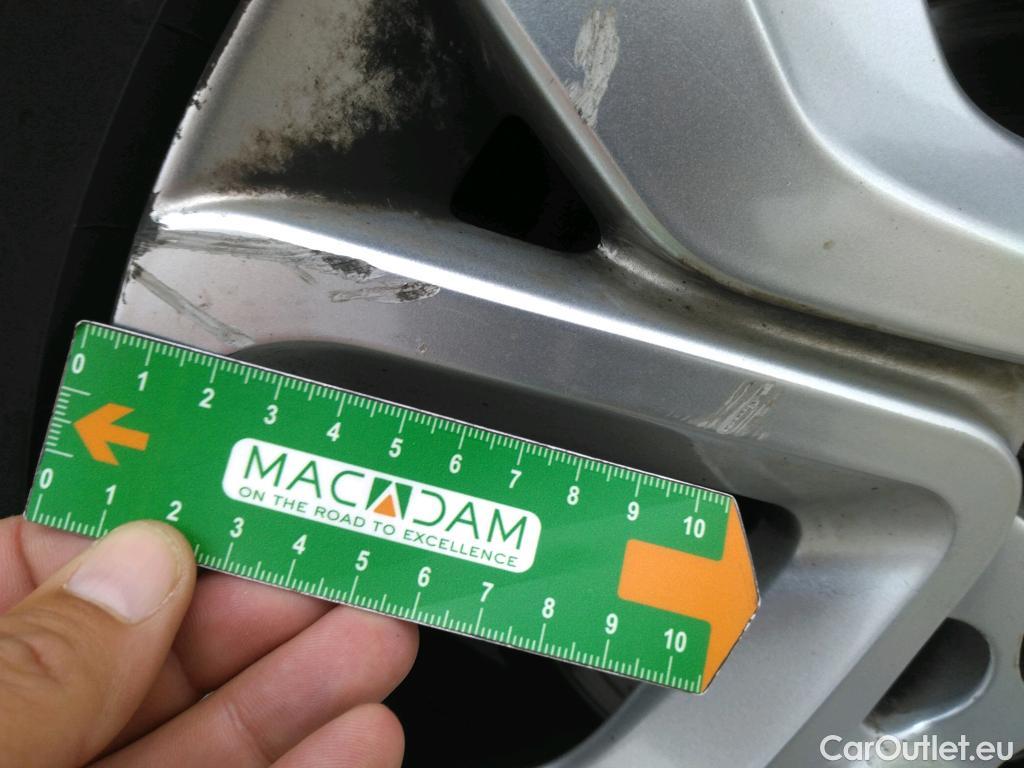 0 1 2 3 4 5 6 7 8 9 10
MACADAM
ON THE ROAD TO EXCELLENCE
0 1 2 3 4 5 6 7 8 9 10
CarOutlet.eu